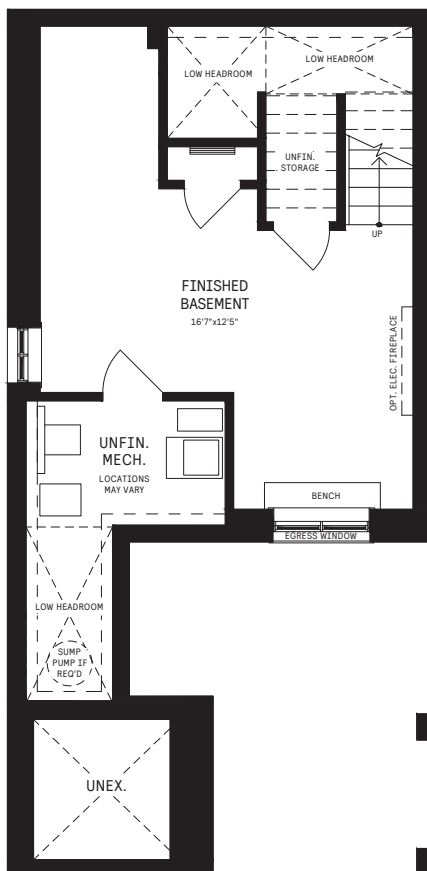 LOW HEADROOM
LOW HEADROOM
UNFIN.
STORAGE
UP
FINISHED
BASEMENT
16'7"x12'5"
OPT. ELEC. FIREPLACE
UNFIN.
MECH.
LOCATIONS
MAY VARY
BENCH
EGRESS WINDOW
LOW HEADROOM
SUMP
PUMP IF
REQ'D
UNEX.